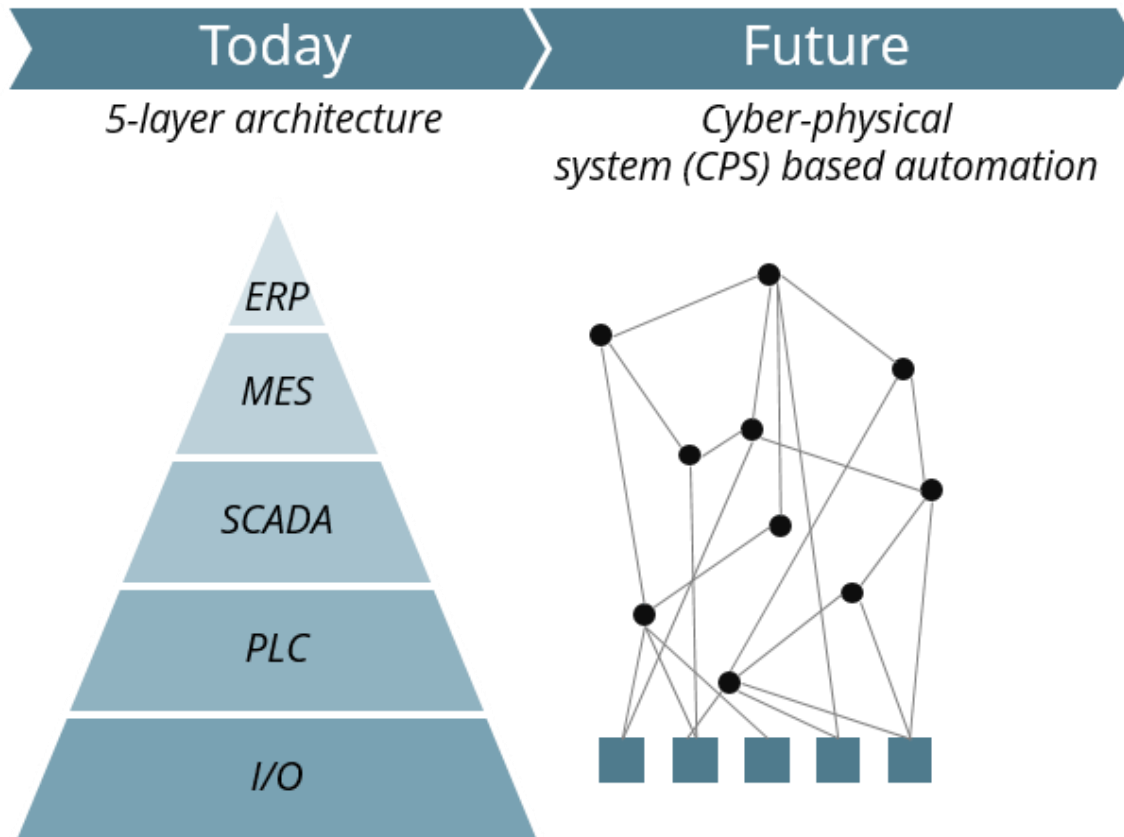 Today
Future
5-layer architecture
Cyber-physical
system (CPS) based automation
ERP
MES
SCADA
PLC
I/O